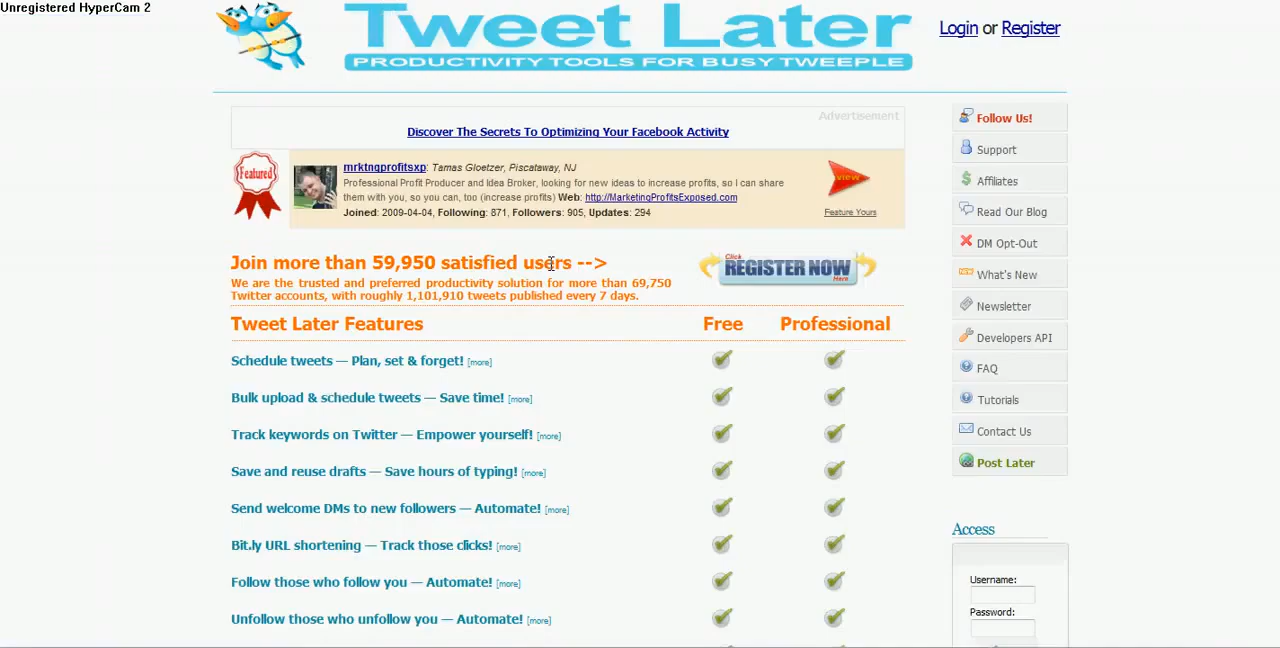 Unregistered HyperCam 2
Tweet Later
PRODUCTIVITY TOOLS FOR BUSY TWEEPLE
Login or Register
Advertisement
Discover The Secrets To Optimizing Your Facebook Activity
Featured
mrktngprofitsxp: Tamas Gloetzer, Piscataway, NJ
Professional Profit Producer and Idea Broker, looking for new ideas to increase profits, so I can share
them with you, so you can, too (increase profits) Web: http://MarketingProfitsExposed.com
Joined: 2009-04-04, Following: 871, Followers: 905, Updates: 294
view
Feature Yours
Join more than 59,950 satisfied users -->
We are the trusted and preferred productivity solution for more than 69,750
Twitter accounts, with roughly 1,101,910 tweets published every 7 days.
Click
REGISTER NOW
Here
Tweet Later Features Free Professional
Schedule tweets — Plan, set & forget! [more]
Bulk upload & schedule tweets — Save time! [more]
Track keywords on Twitter — Empower yourself! [more]
Save and reuse drafts — Save hours of typing! [more]
Send welcome DMs to new followers — Automate! [more]
Bit.ly URL shortening — Track those clicks! [more]
Follow those who follow you — Automate! [more]
Unfollow those who unfollow you — Automate! [more]
Follow Us!
Support
Affiliates
Read Our Blog
DM Opt-Out
What's New
Newsletter
Developers API
FAQ
Tutorials
Contact Us
Post Later
Access
Username:
Password: